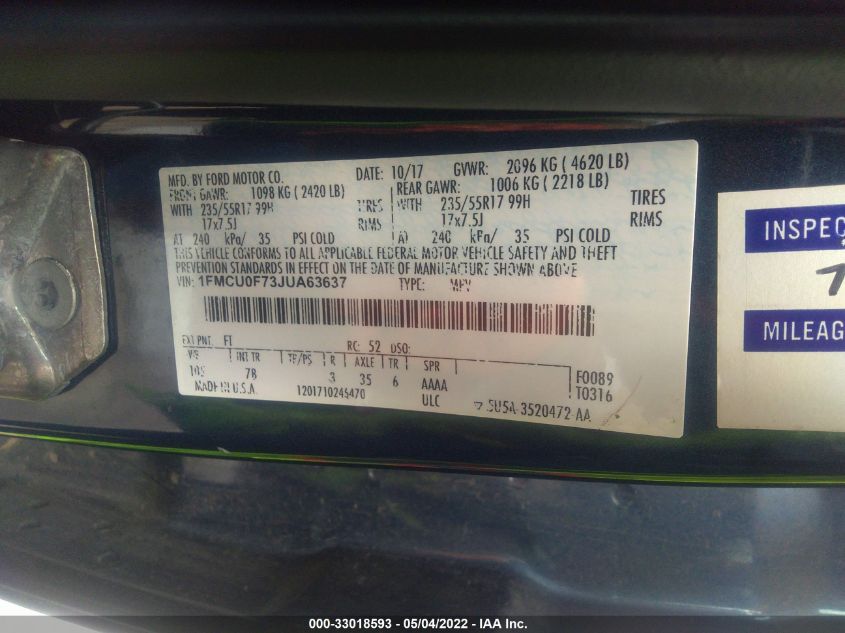 MFD. BY FORD MOTOR CO. DATE: 10/17 GVWR: 2096 KG ( 4620 LB)
FRONT GAWR: 1098 KG ( 2420 LB) REAR GAWR: 1006 KG ( 2218 LB)
WITH 235/55R17 99H TIRES WITH 235/55R17 99H TIRES
17x7.5J RIMS 17x7.5J RIMS
AT 240 kPa/ 35 PSI COLD AT 240 kPa/ 35 PSI COLD
THIS VEHICLE CONFORMS TO ALL APPLICABLE FEDERAL MOTOR VEHICLE SAFETY AND THEFT
PREVENTION STANDARDS IN EFFECT ON THE DATE OF MANUFACTURE SHOWN ABOVE
VIN: 1FMCU0F73JUA63637 TYPE: MPV
EXT PNT: FT RC: 52 DSO:
WB INT TR TP/PS R AXLE TR SPR
105 7B 3 35 6 AAAA F0089
MADE IN U.S.A. 1201710245470 ULC T0316
5U5A-3520472-AA
INSPEC
MILEAG
000-33018593 - 05/04/2022 - IAA Inc.